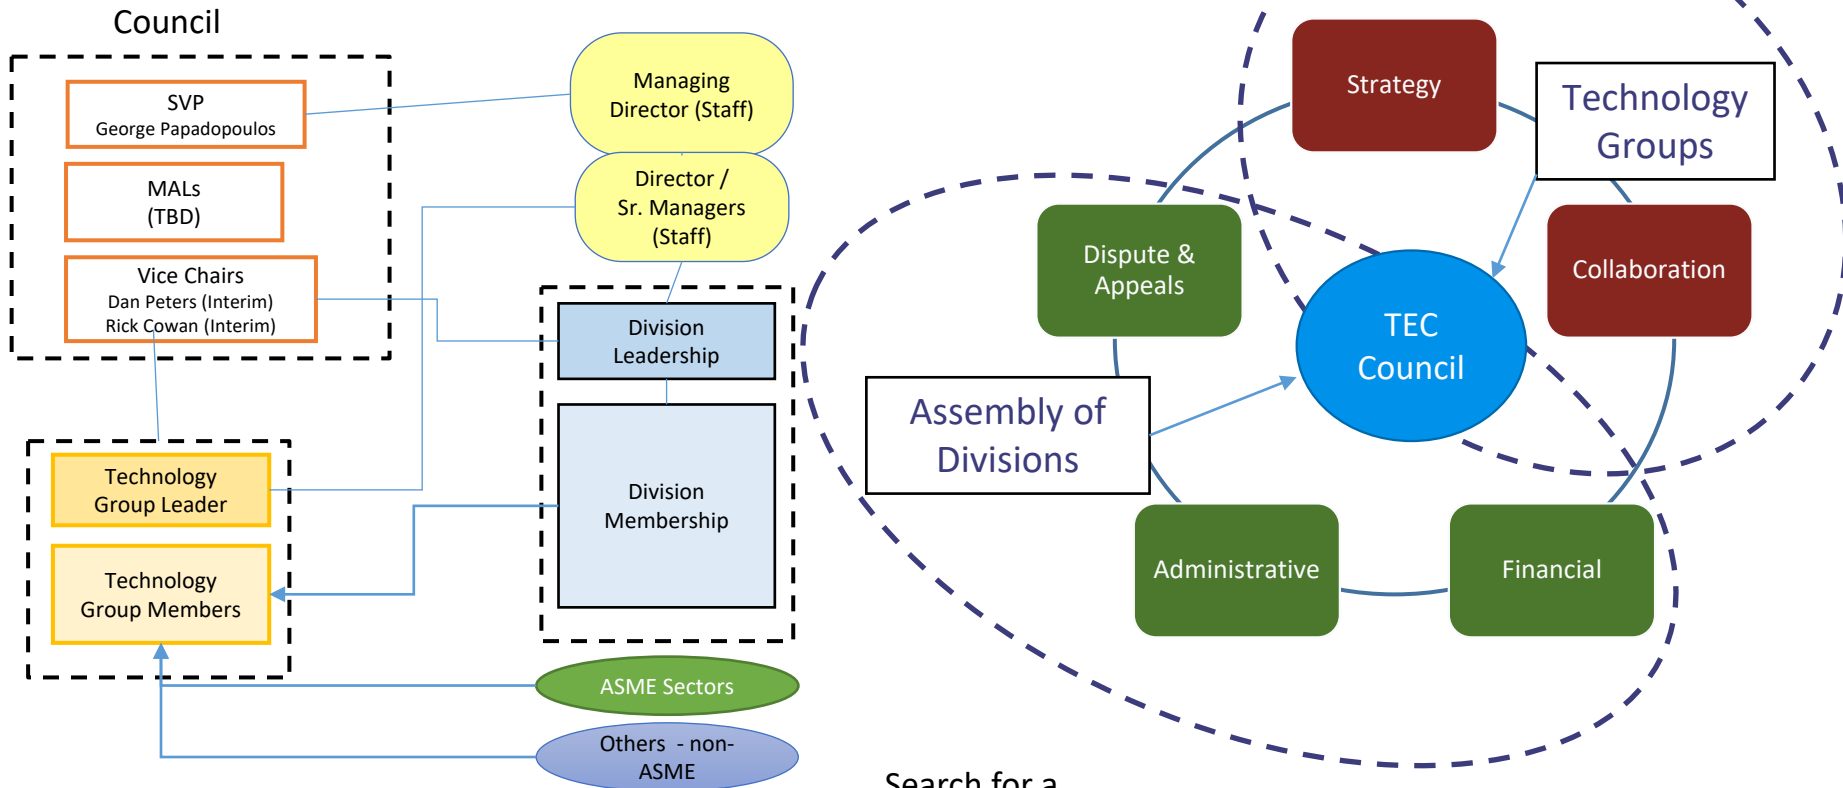 Council
SVP
George Papadopoulos
MALs
(TBD)
Vice Chairs
Dan Peters (Interim)
Rick Cowan (Interim)
Managing
Director (Staff)
Director /
Sr. Managers
(Staff)
Division
Leadership
Division
Membership
Technology
Group Leader
Technology
Group Members
ASME Sectors
Others - non-
ASME
Strategy
Technology
Groups
Dispute &
Appeals
Collaboration
TEC
Council
Assembly of
Divisions
Administrative
Financial
Search for a